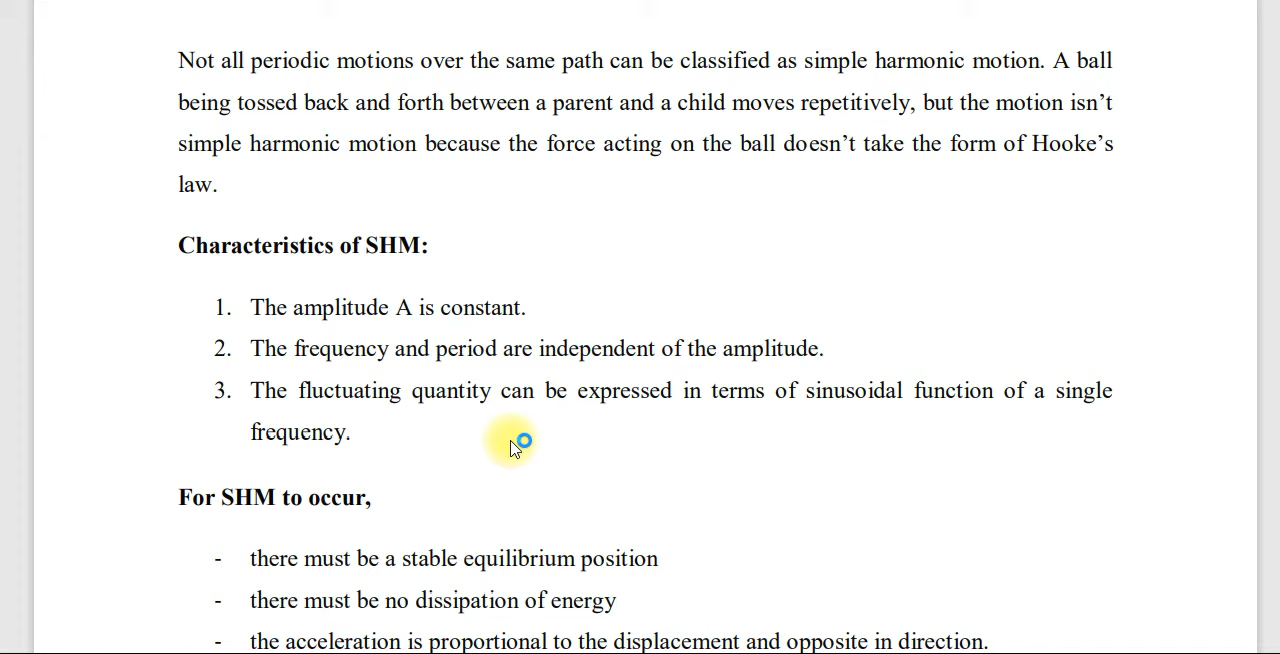 Not all periodic motions over the same path can be classified as simple harmonic motion. A ball
being tossed back and forth between a parent and a child moves repetitively, but the motion isn’t
simple harmonic motion because the force acting on the ball doesn’t take the form of Hooke’s
law.
Characteristics of SHM:
1. The amplitude A is constant.
2. The frequency and period are independent of the amplitude.
3. The fluctuating quantity can be expressed in terms of sinusoidal function of a single
frequency.
For SHM to occur,
- there must be a stable equilibrium position
- there must be no dissipation of energy
- the acceleration is proportional to the displacement and opposite in direction.